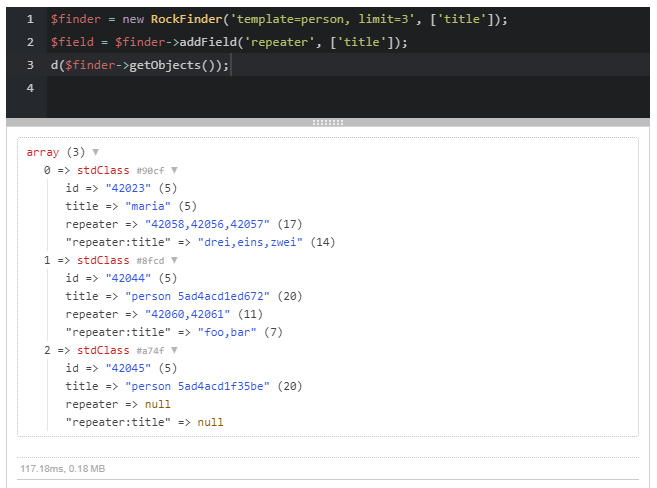 1 $finder = new RockFinder('template=person, limit=3', ['title']);
2 $field = $finder->addField('repeater', ['title']);
3 d($finder->getObjects());
4
array (3) ▼
0 => stdClass #90cf ▼
id => "42023" (5)
title => "maria" (5)
repeater => "42058,42056,42057" (17)
"repeater:title" => "drei,eins,zwei" (14)
1 => stdClass #8fcd ▼
id => "42044" (5)
title => "person 5ad4acd1ed672" (20)
repeater => "42060,42061" (11)
"repeater:title" => "foo,bar" (7)
2 => stdClass #a74f ▼
id => "42045" (5)
title => "person 5ad4acd1f35be" (20)
repeater => null
"repeater:title" => null
117.18ms, 0.18 MB